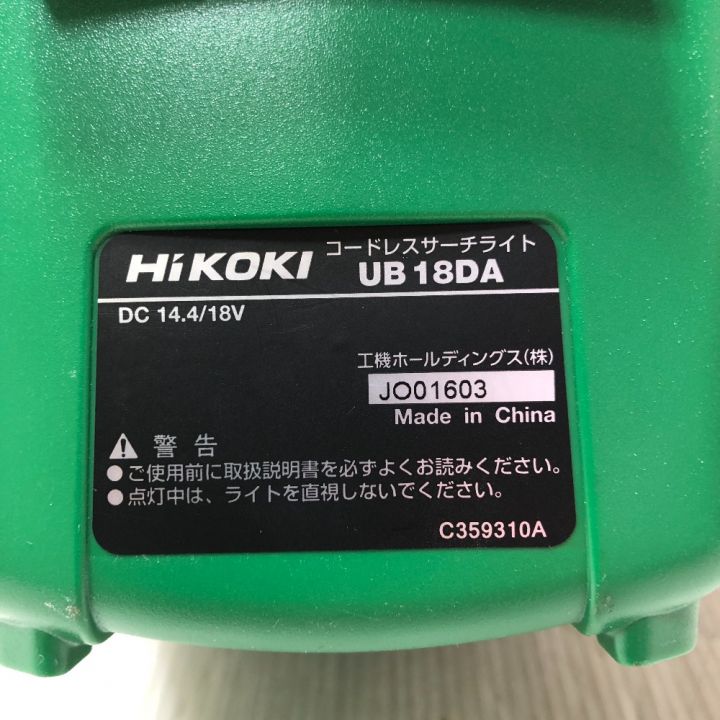 コードレスサーチライト
HiKOKI UB 18DA
DC 14.4/18V
工機ホールディングス(株)
JO01603
Made in China
警告
●ご使用前に取扱説明書を必ずよくお読みください。
●点灯中は、ライトを直視しないでください。
C359310A